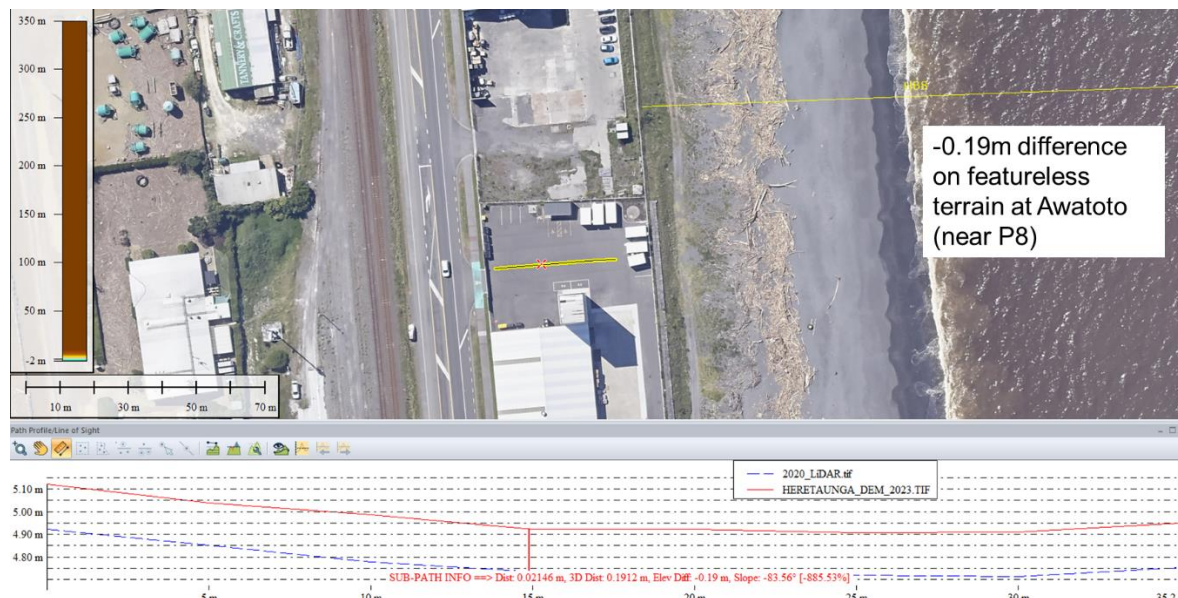 350 m
300 m
250 m
200 m
150 m
100 m
50 m
-2 m
10 m 30 m 50 m 70 m
TANNERY & CRAFTS
-0.19m difference
on featureless
terrain at Awatoto
(near P8)
Path Profile/Line of Sight
2020_LiDAR.tif
HERETAUNGA_DEM_2023.TIF
5.10 m
5.00 m
4.90 m
4.80 m
SUB-PATH INFO ==> Dist: 0.02146 m, 3D Dist: 0.1912 m, Elev Diff: -0.19 m, Slope: -83.56° [-885.53%]
5 m 10 m 15 m 20 m 25 m 30 m 35.2